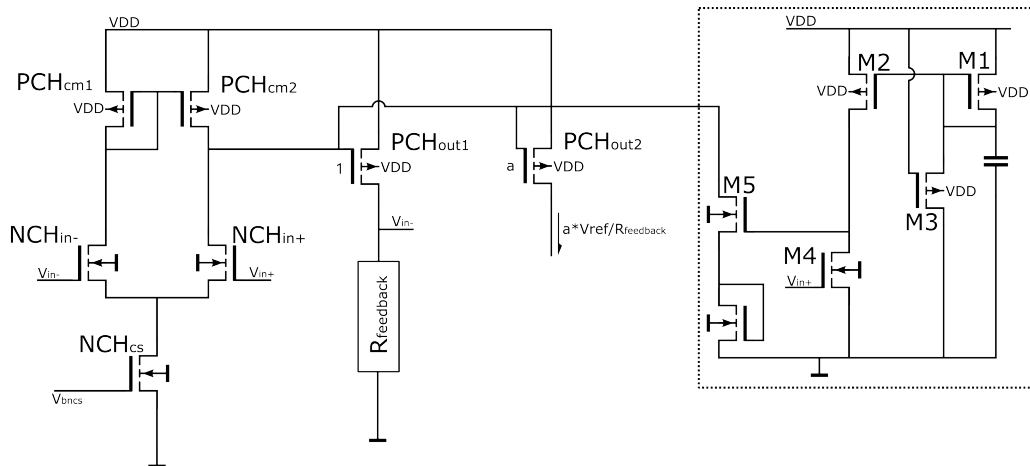 VDD
VDD
PCHcm1
PCHcm2
M2
M1
VDD
VDD
VDD
VDD
PCHout1
PCHout2
1
VDD
a
VDD
M5
VDD
M3
NCHin-
NCHin+
Vin-
a*Vref/Rfeedback
M4
Vin-
Vin+
Vin+
Rfeedback
NCHcs
Vbncs